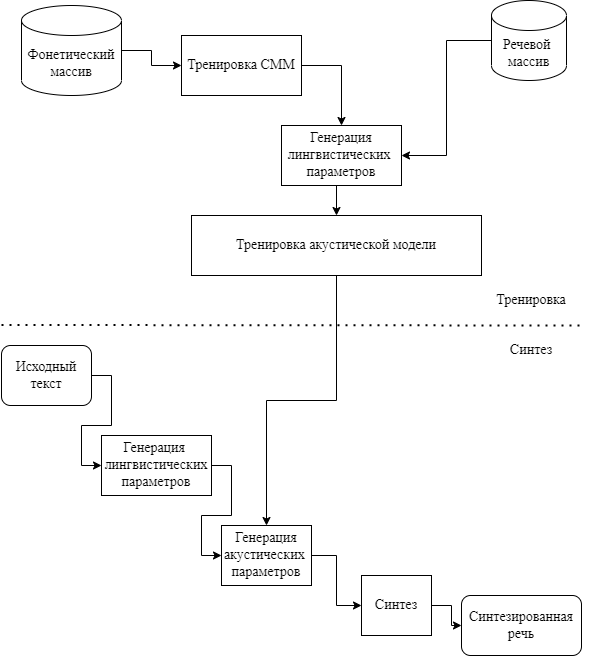 Фонетический
массив
Тренировка СММ
Речевой
массив
Генерация
лингвистических
параметров
Тренировка акустической модели
Тренировка
Синтез
Исходный
текст
Генерация
лингвистических
параметров
Генерация
акустических
параметров
Синтез
Синтезированная
речь